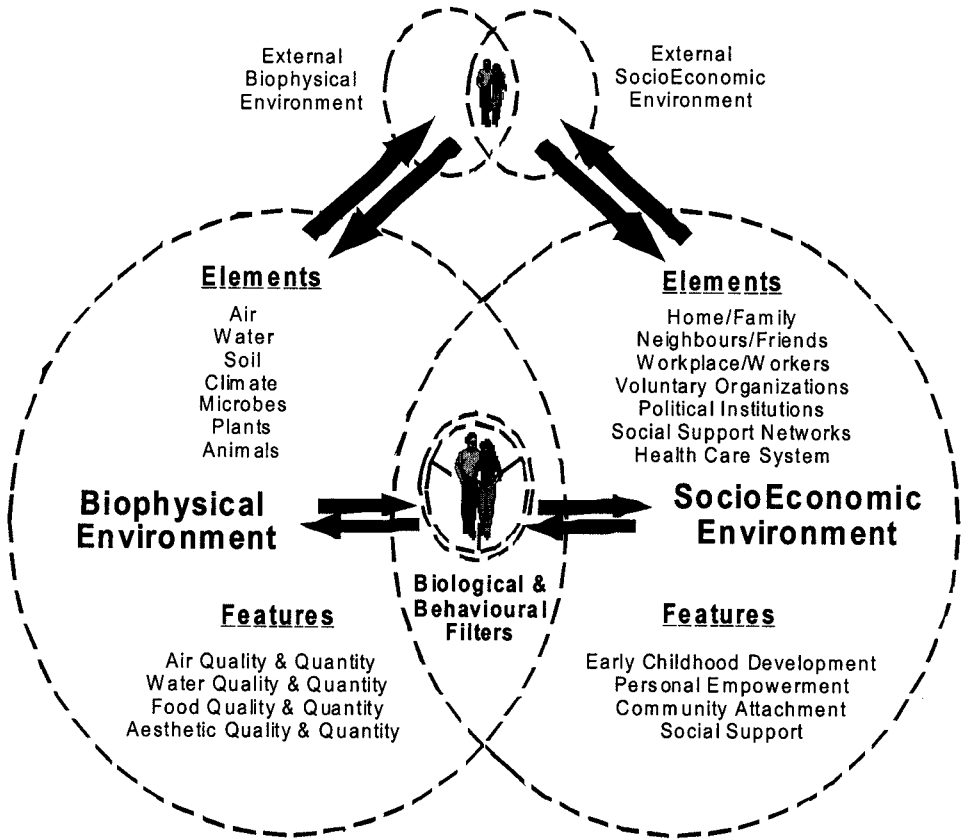 External
Biophysical
Environment
External
SocioEconomic
Environment
Elements
Air
Water
Soil
Climate
Microbes
Plants
Animals
Elements
Home/Family
Neighbours/Friends
Workplace/Workers
Voluntary Organizations
Political Institutions
Social Support Networks
Health Care System
Biophysical
Environment
SocioEconomic
Environment
Biological &
Behavioural
Filters
Features
Air Quality & Quantity
Water Quality & Quantity
Food Quality & Quantity
Aesthetic Quality & Quantity
Features
Early Childhood Development
Personal Empowerment
Community Attachment
Social Support